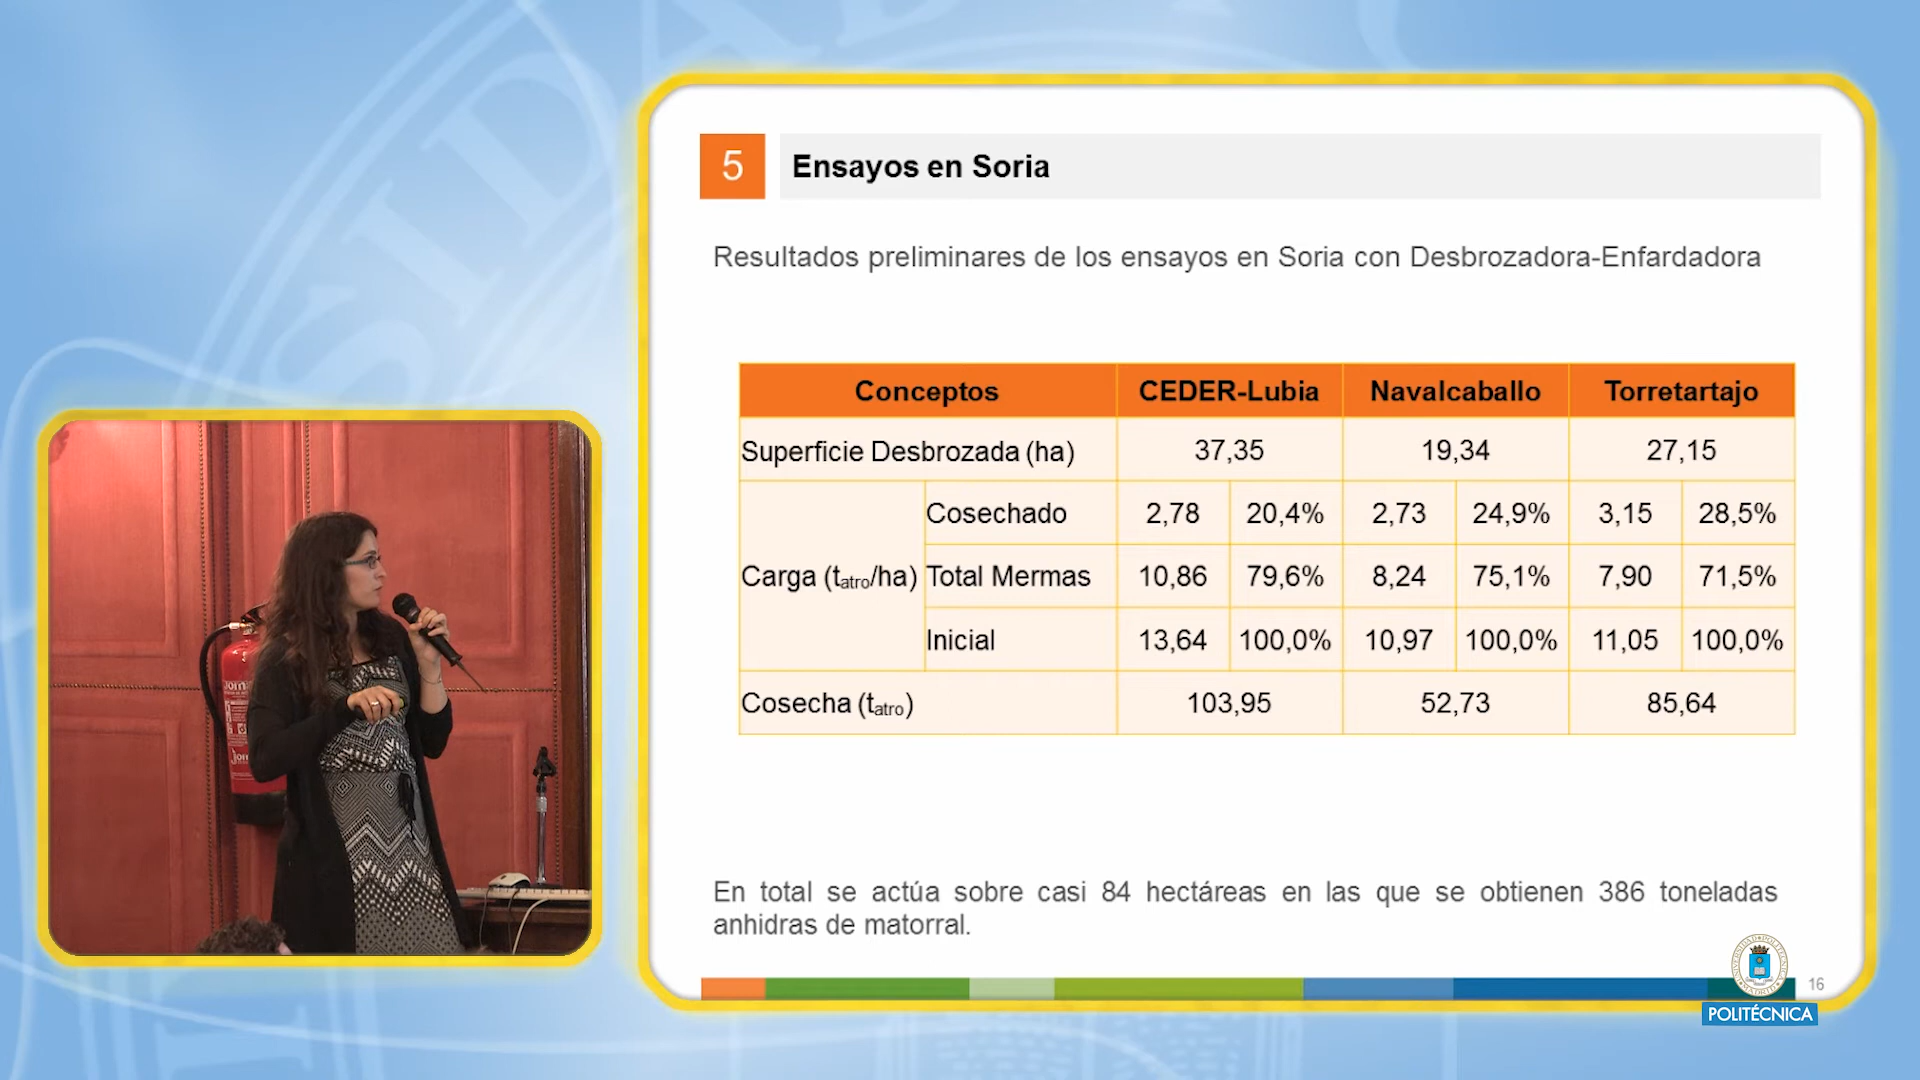 5 Ensayos en Soria
Resultados preliminares de los ensayos en Soria con Desbrozadora-Enfardadora
Conceptos CEDER-Lubia Navalcaballo Torretartajo
Superficie Desbrozada (ha) 37,35 19,34 27,15
Cosechado 2,78 20,4% 2,73 24,9% 3,15 28,5%
Carga (tatro/ha) Total Mermas 10,86 79,6% 8,24 75,1% 7,90 71,5%
Inicial 13,64 100,0% 10,97 100,0% 11,05 100,0%
Cosecha (tatro) 103,95 52,73 85,64
En total se actúa sobre casi 84 hectáreas en las que se obtienen 386 toneladas
anhidras de matorral.
16
POLITÉCNICA